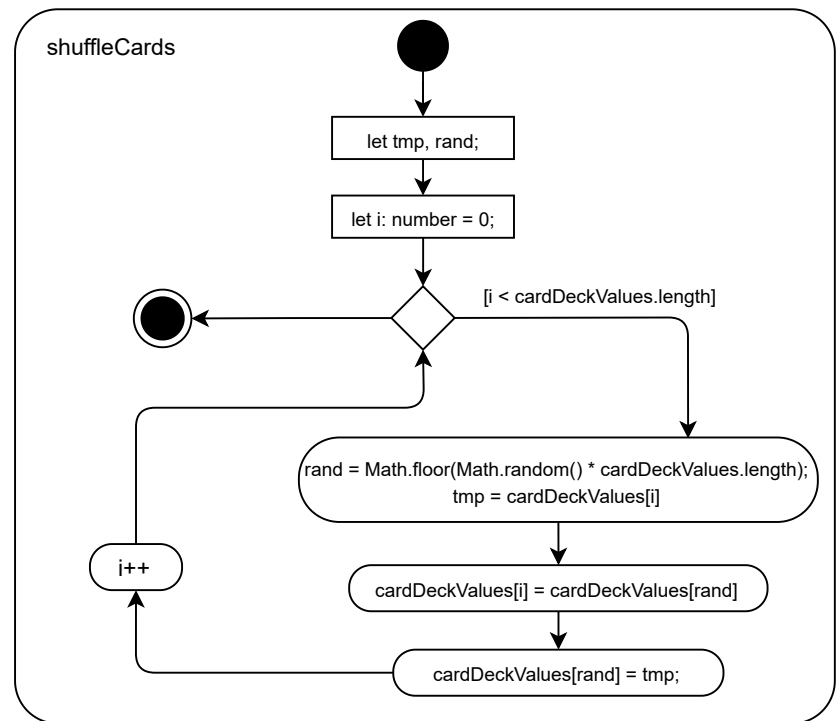 shuffleCards
let tmp, rand;
let i: number = 0;
[i < cardDeckValues.length]
rand = Math.floor(Math.random() * cardDeckValues.length);
tmp = cardDeckValues[i]
cardDeckValues[i] = cardDeckValues[rand]
cardDeckValues[rand] = tmp;
i++